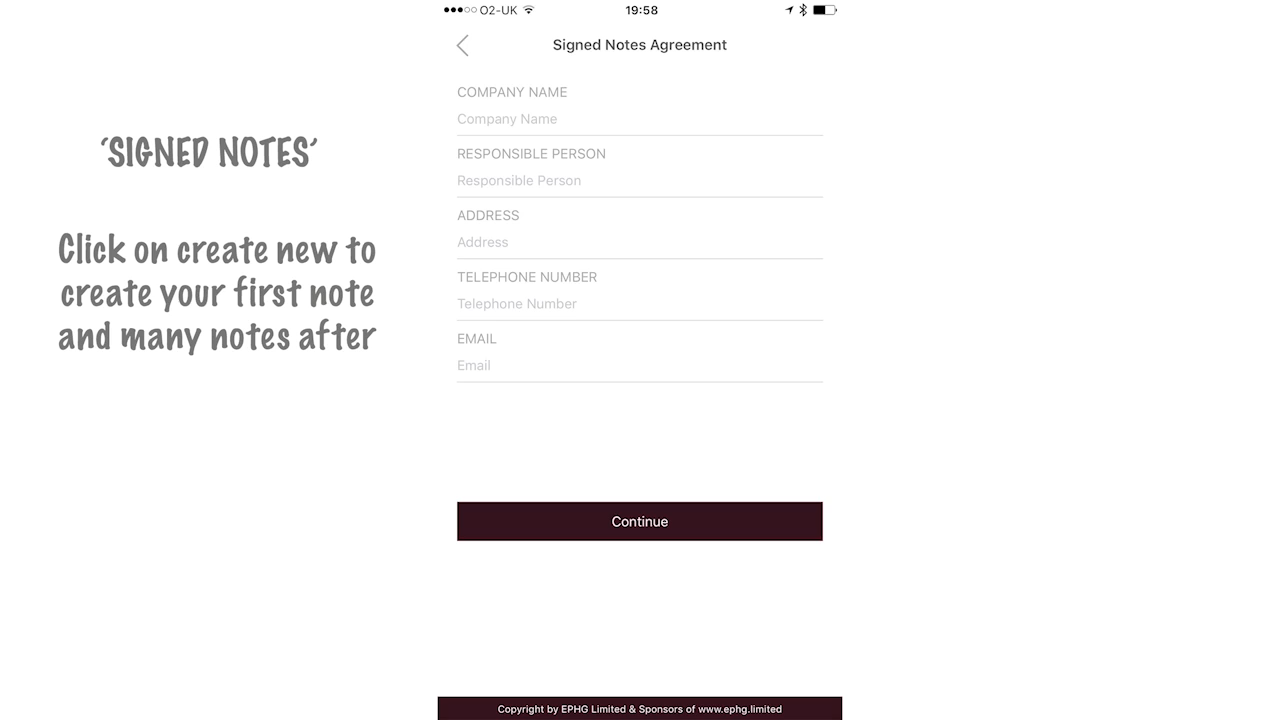 O2-UK
19:58
Signed Notes Agreement
COMPANY NAME
Company Name
RESPONSIBLE PERSON
Responsible Person
ADDRESS
Address
TELEPHONE NUMBER
Telephone Number
EMAIL
Email
Continue
Copyright by EPHG Limited & Sponsors of www.ephg.limited
‘SIGNED NOTES’
Click on create new to
create your first note
and many notes after